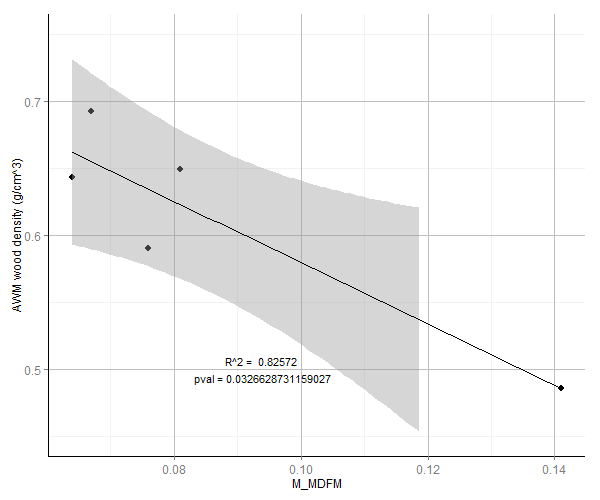 0.7
0.6
0.5
AWM wood density (g/cm^3)
R^2 =  0.82572
pval = 0.0326628731159027
0.08
0.10
0.12
0.14
M_MDFM